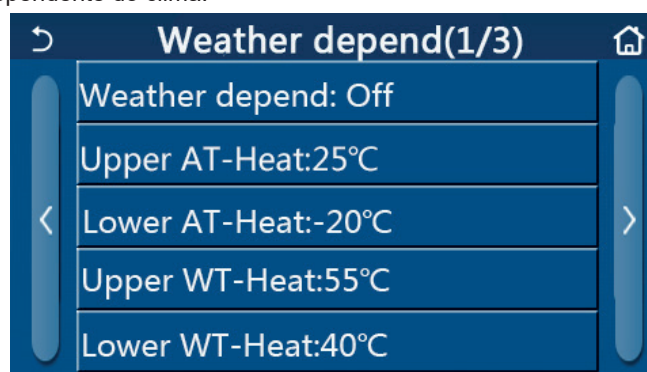 Weather depend(1/3)
Weather depend: Off
Upper AT-Heat:25℃
Lower AT-Heat:-20℃
Upper WT-Heat:55℃
Lower WT-Heat:40℃